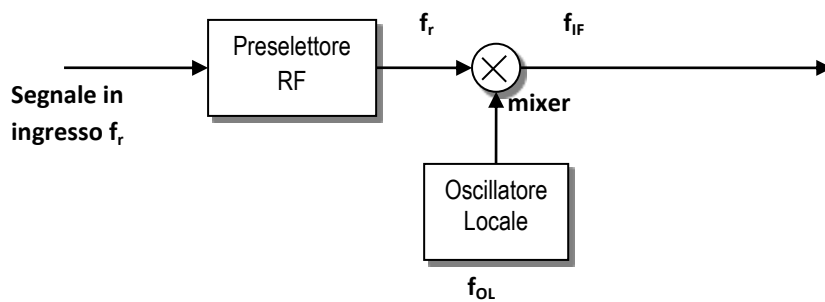 f_r
f_IF
Preselettore
RF
Segnale in
ingresso f_r
mixer
Oscillatore
Locale
f_OL